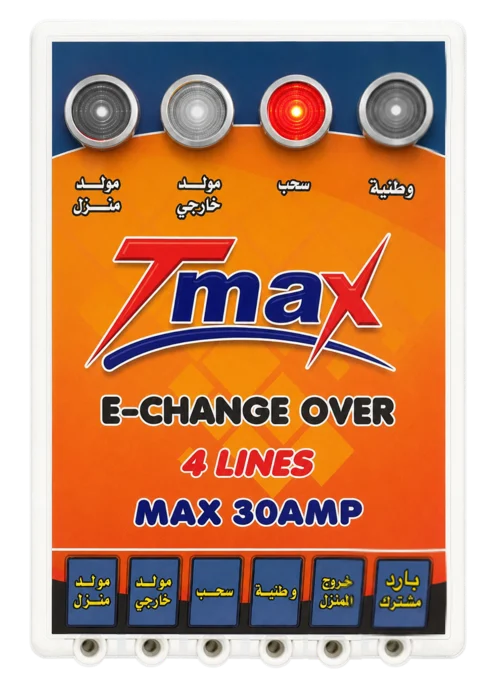 وطنية
سحب
مولد
خارجي
مولد
منزل
Tmax
E-CHANGE OVER
4 LINES
MAX 30AMP
بارد
مشترك
خروج
المنزل
وطنية
سحب
مولد
خارجي
مولد
منزل